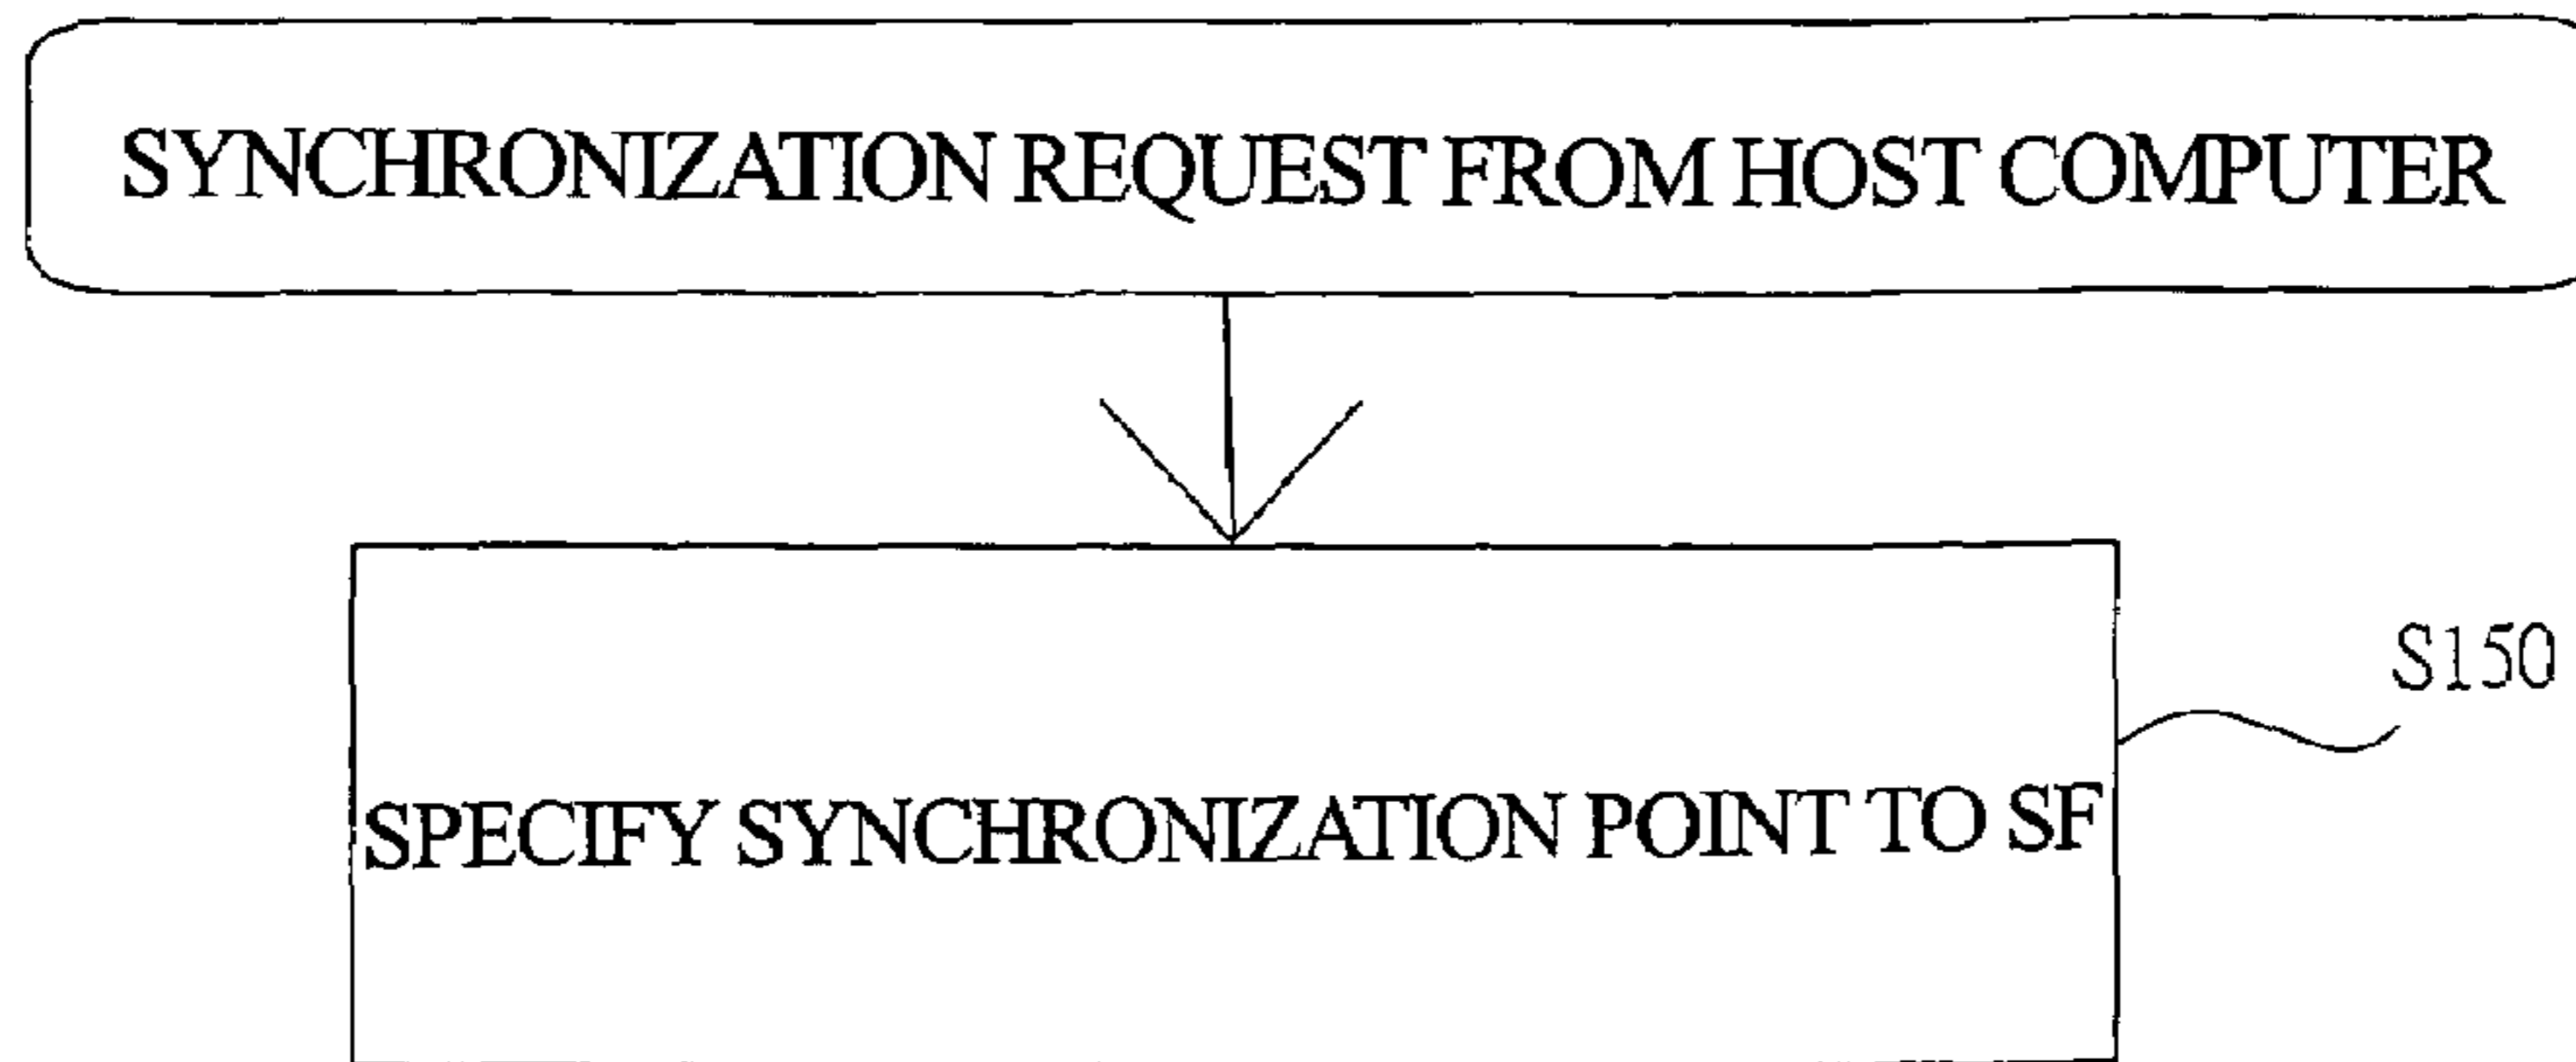 SYNCHRONIZATION REQUEST FROM HOST COMPUTER
S150
SPECIFY SYNCHRONIZATION POINT TO SF